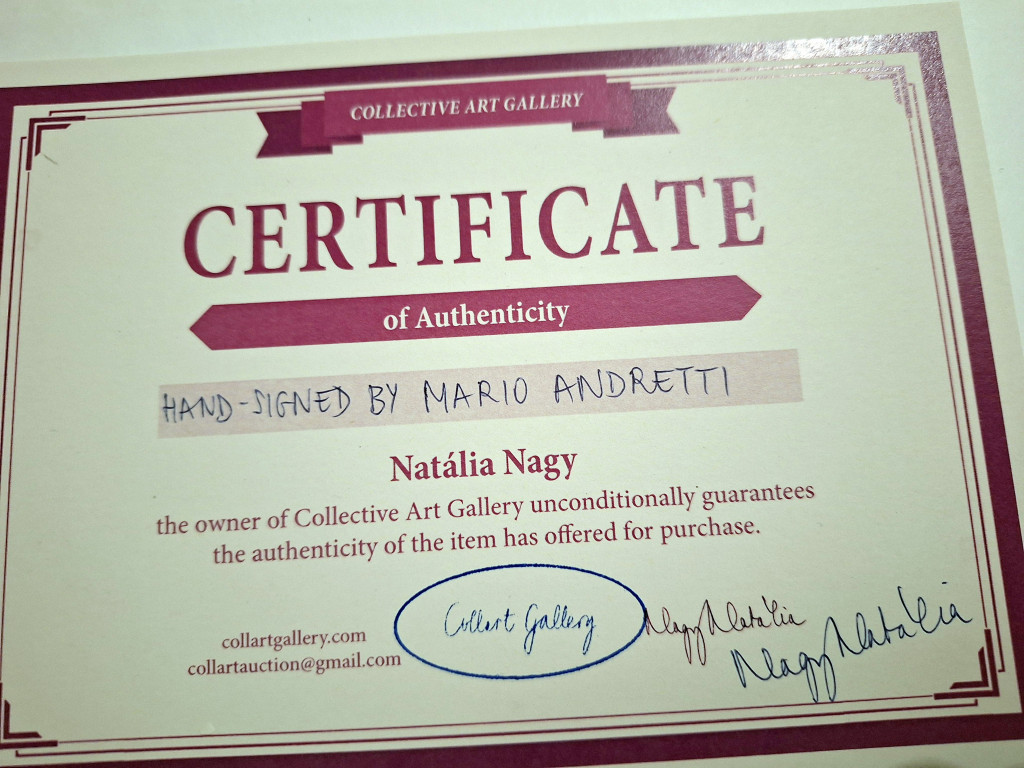 COLLECTIVE ART GALLERY
CERTIFICATE
of Authenticity
HAND-SIGNED BY MARIO ANDRETTI
Natália Nagy
the owner of Collective Art Gallery unconditionally guarantees
the authenticity of the item has offered for purchase.
collartgallery.com
collartauction@gmail.com
Collart Gallery
Nagy Natália
Nagy Natália